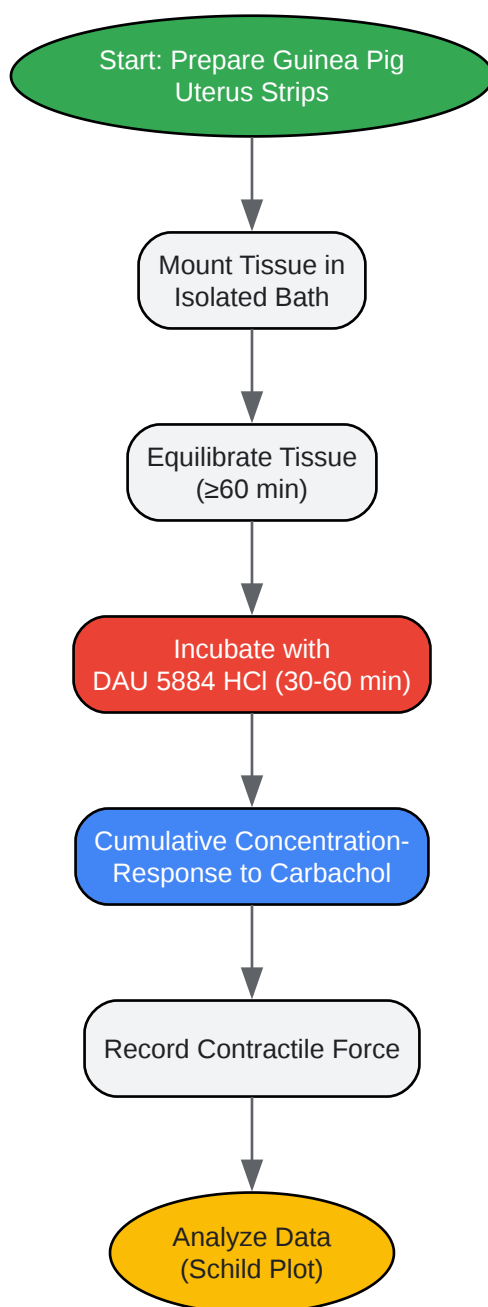 Start: Prepare Guinea Pig
Uterus Strips
Mount Tissue in
Isolated Bath
Equilibrate Tissue
(≥60 min)
Incubate with
DAU 5884 HCl (30-60 min)
Cumulative Concentration-
Response to Carbachol
Record Contractile Force
Analyze Data
(Schild Plot)